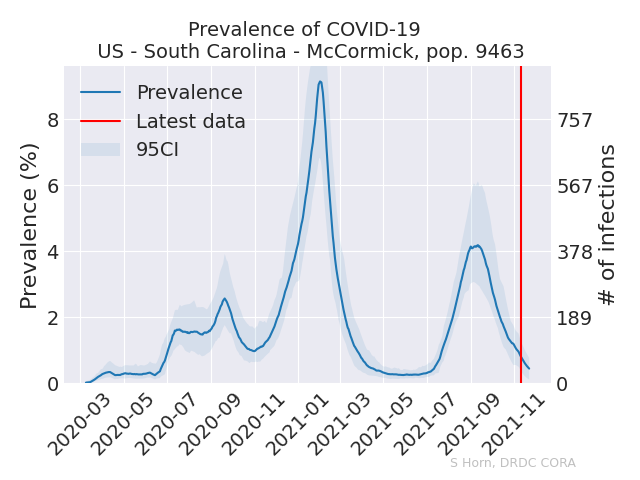 Prevalence of COVID-19
US - South Carolina - McCormick, pop. 9463
Prevalence
Latest data
95CI
Prevalence (%)
8
6
4
2
0
757
567
378
189
0
# of infections
2020-03
2020-05
2020-07
2020-09
2020-11
2021-01
2021-03
2021-05
2021-07
2021-09
2021-11
S Horn, DRDC CORA